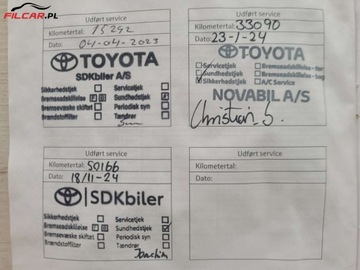 FILCAR.PL
Udført service
Kilometertal: 15292
Dato: 04-04-2023
TOYOTA
SDKbiler A/S
Servicetjek
Sikkerhedstjek Sundhedstjek
Bremseadskillelse F B Periodisk syn
Bremsevæske skiftet Tændrør
Brændstoffilter
Udført service
Kilometertal: 33090
Dato: 23-1-24
TOYOTA
Servicetjek
Sundhedstjek
Sikkerhedstjek A/C Service
NOVABIL A/S
Christian S.
Udført service
Kilometertal: 50166
Dato: 18/11-24
SDKbiler
Sikkerhedstjek Servicetjek
Bremseadskillelse F B Sundhedstjek
Bremsevæske skiftet Periodisk syn
Brændstoffilter Tændrør
Joachim
Udført service
Kilometertal:
Dato: